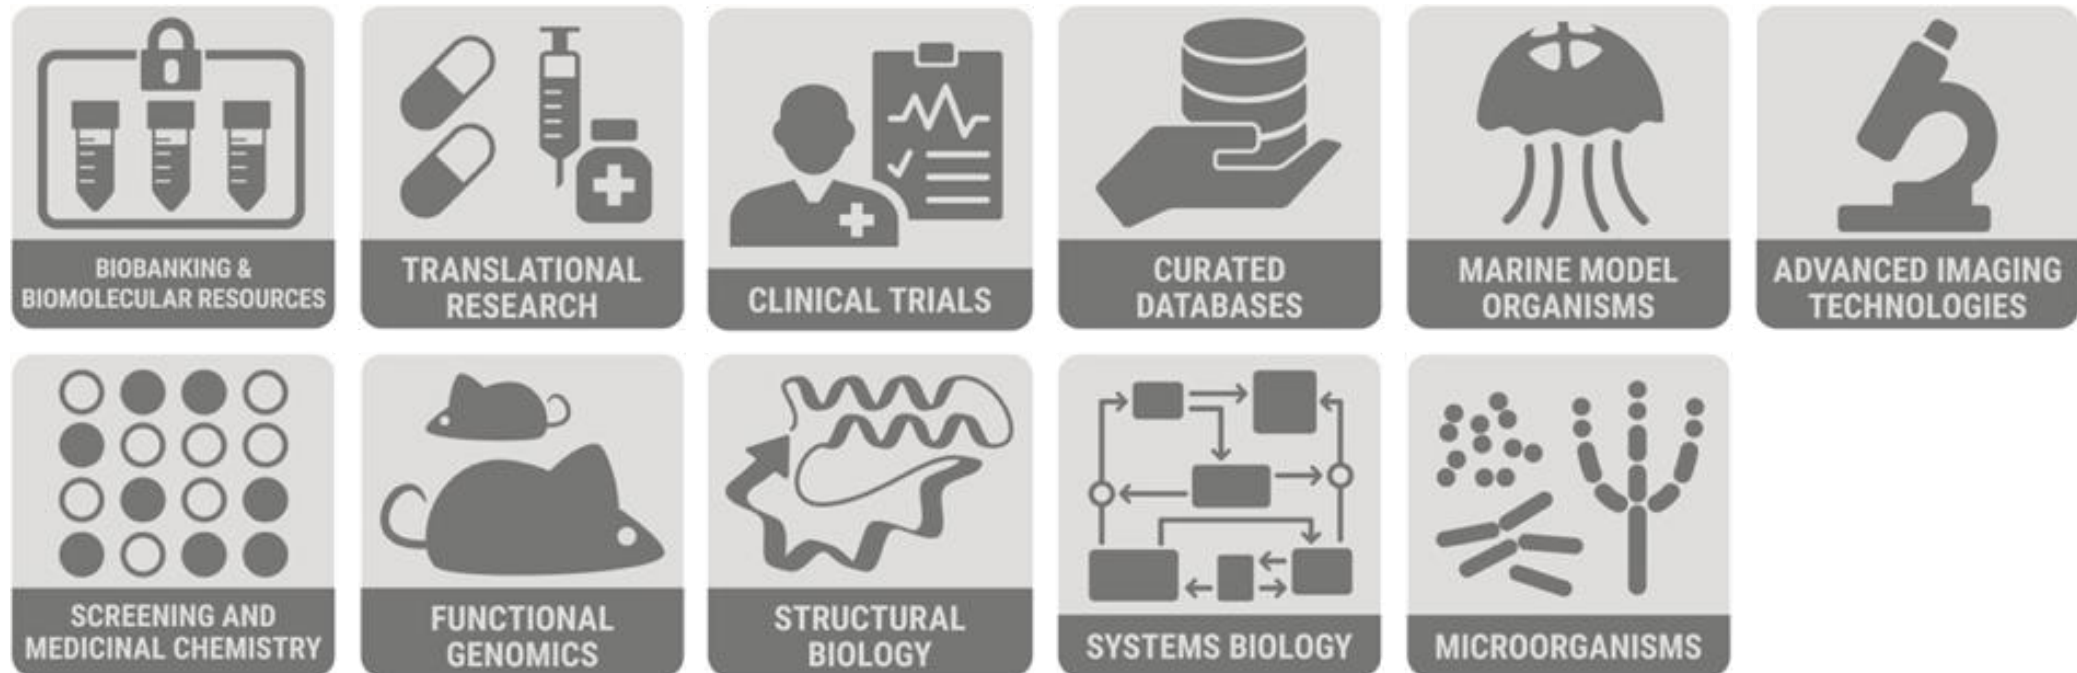 BIOBANKING &
BIOMOLECULAR RESOURCES
TRANSLATIONAL
RESEARCH
CLINICAL TRIALS
CURATED
DATABASES
MARINE MODEL
ORGANISMS
ADVANCED IMAGING
TECHNOLOGIES
SCREENING AND
MEDICINAL CHEMISTRY
FUNCTIONAL
GENOMICS
STRUCTURAL
BIOLOGY
SYSTEMS BIOLOGY
MICROORGANISMS